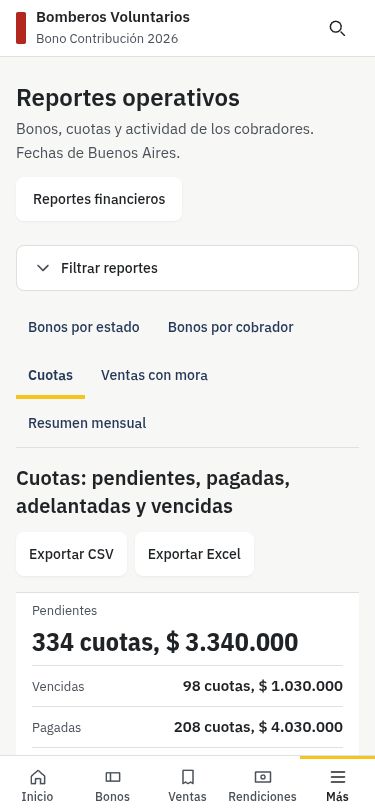 Bomberos Voluntarios
Bono Contribución 2026
Reportes operativos
Bonos, cuotas y actividad de los cobradores.
Fechas de Buenos Aires.
Reportes financieros
Filtrar reportes
Bonos por estado
Bonos por cobrador
Cuotas
Ventas con mora
Resumen mensual
Cuotas: pendientes, pagadas,
adelantadas y vencidas
Exportar CSV
Exportar Excel
Pendientes
334 cuotas, $ 3.340.000
Vencidas 98 cuotas, $ 1.030.000
Pagadas 208 cuotas, $ 4.030.000
Inicio
Bonos
Ventas
Rendiciones
Más